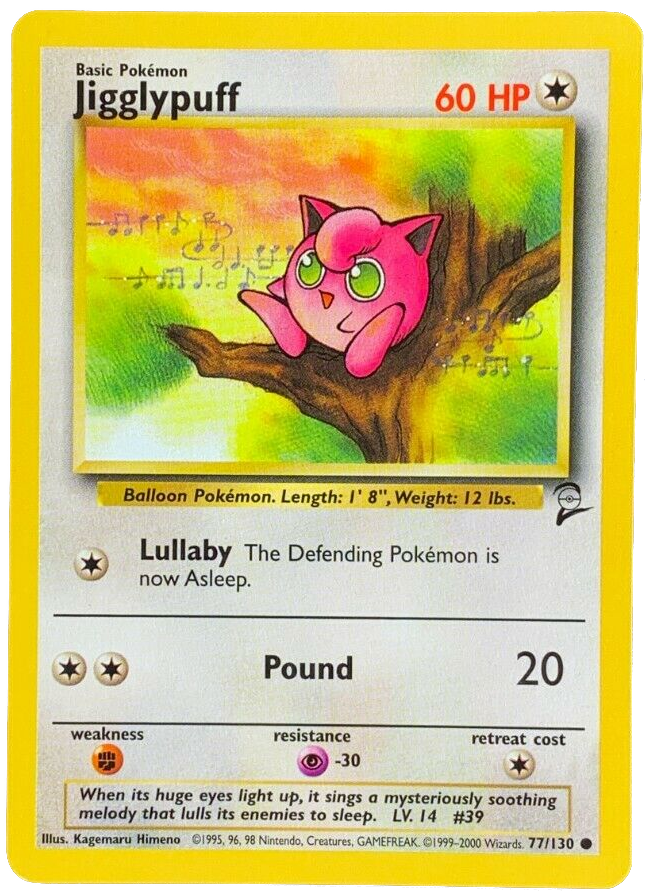 Basic Pokémon
Jigglypuff 60 HP
Balloon Pokémon. Length: 1' 8", Weight: 12 lbs.
Lullaby The Defending Pokémon is
now Asleep.
Pound 20
weakness resistance retreat cost
-30
When its huge eyes light up, it sings a mysteriously soothing
melody that lulls its enemies to sleep. LV. 14 #39
Illus. Kagemaru Himeno ©1995, 96, 98 Nintendo, Creatures, GAMEFREAK. ©1999–2000 Wizards. 77/130